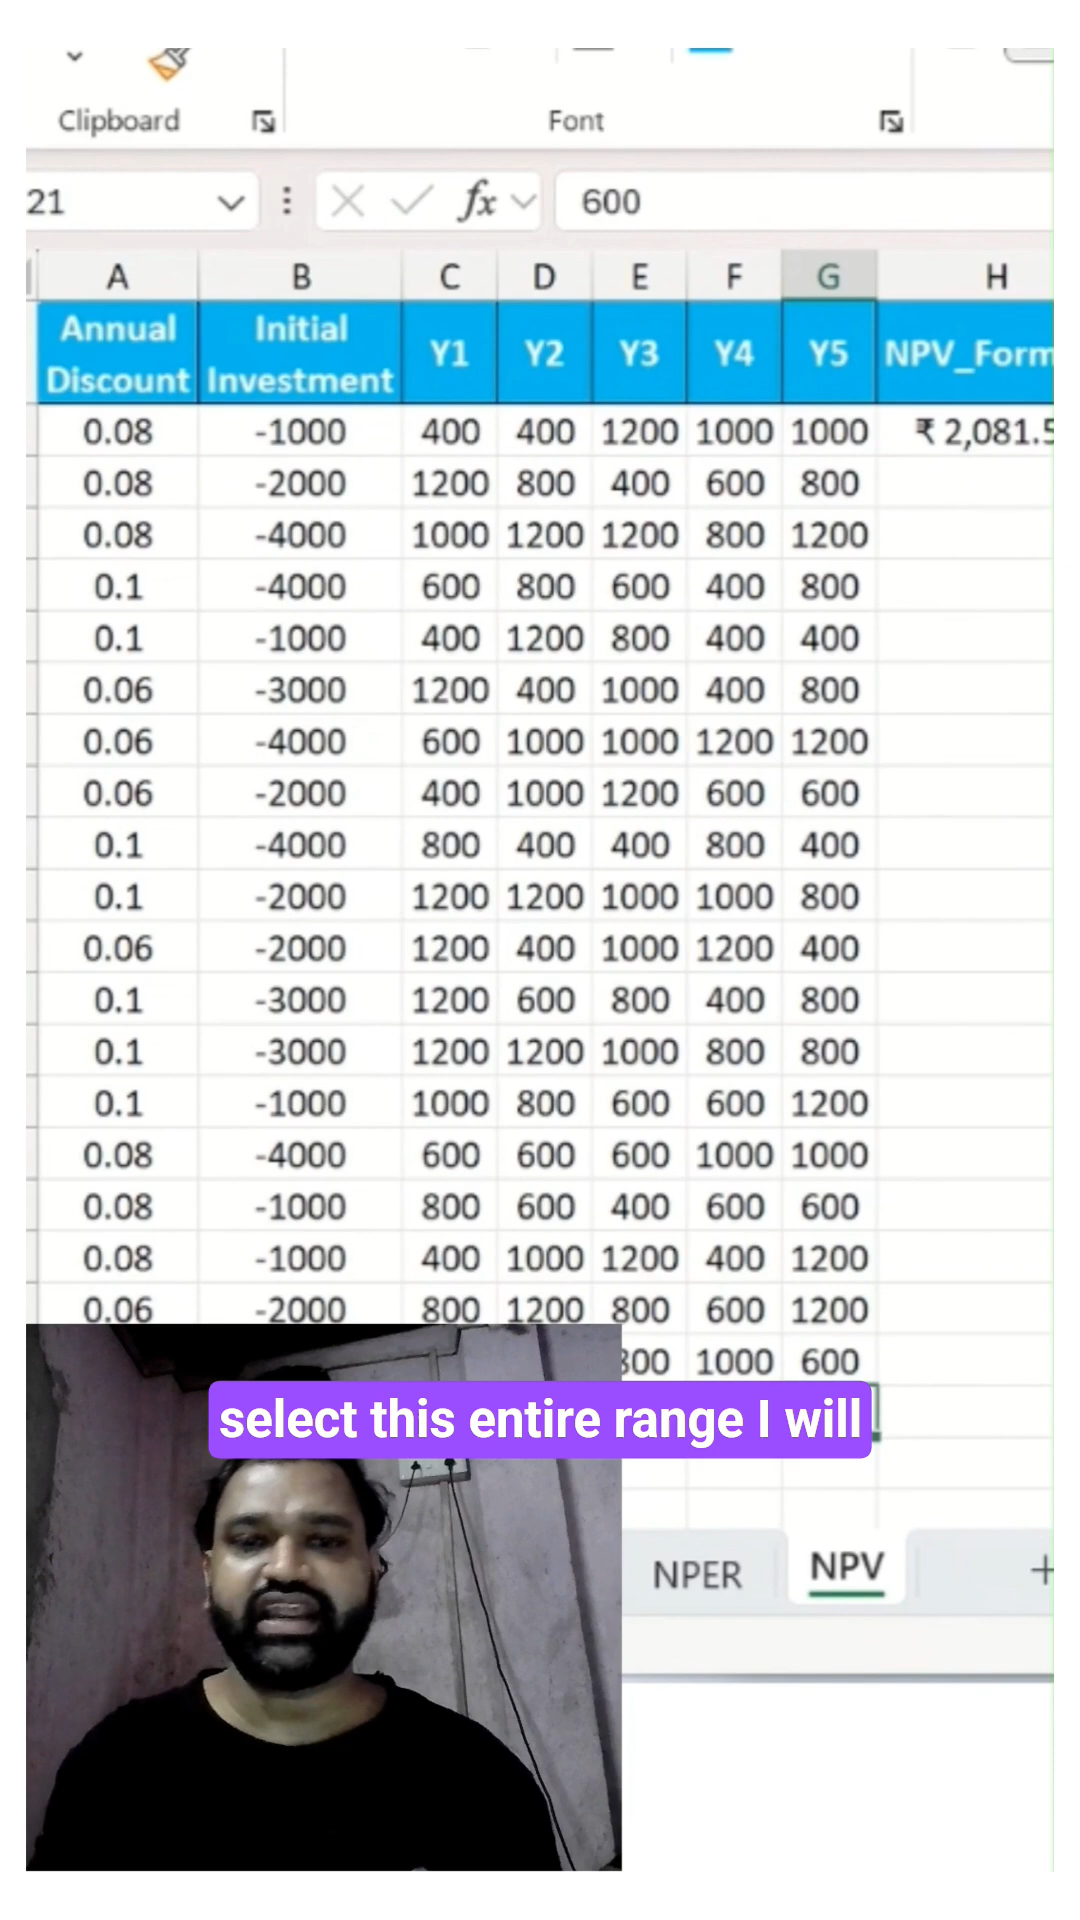 Clipboard
Font
21
fx
600
A B C D E F G H
Annual Discount Initial Investment Y1 Y2 Y3 Y4 Y5 NPV_Form
0.08 -1000 400 400 1200 1000 1000 ₹ 2,081.5
0.08 -2000 1200 800 400 600 800
0.08 -4000 1000 1200 1200 800 1200
0.1 -4000 600 800 600 400 800
0.1 -1000 400 1200 800 400 400
0.06 -3000 1200 400 1000 400 800
0.06 -4000 600 1000 1000 1200 1200
0.06 -2000 400 1000 1200 600 600
0.1 -4000 800 400 400 800 400
0.1 -2000 1200 1200 1000 1000 800
0.06 -2000 1200 400 1000 1200 400
0.1 -3000 1200 600 800 400 800
0.1 -3000 1200 1200 1000 800 800
0.1 -1000 1000 800 600 600 1200
0.08 -4000 600 600 600 1000 1000
0.08 -1000 800 600 400 600 600
0.08 -1000 400 1000 1200 400 1200
0.06 -2000 800 1200 800 600 1200
800 1000 600
select this entire range I will
NPER NPV +